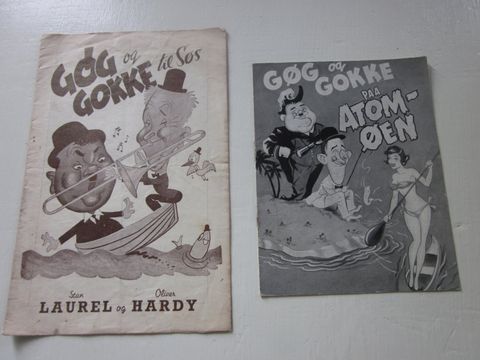 GØG og
GOKKE til Søs
Stan Oliver
LAUREL og HARDY
GØG og
GOKKE
PAA
ATOM-
ØEN